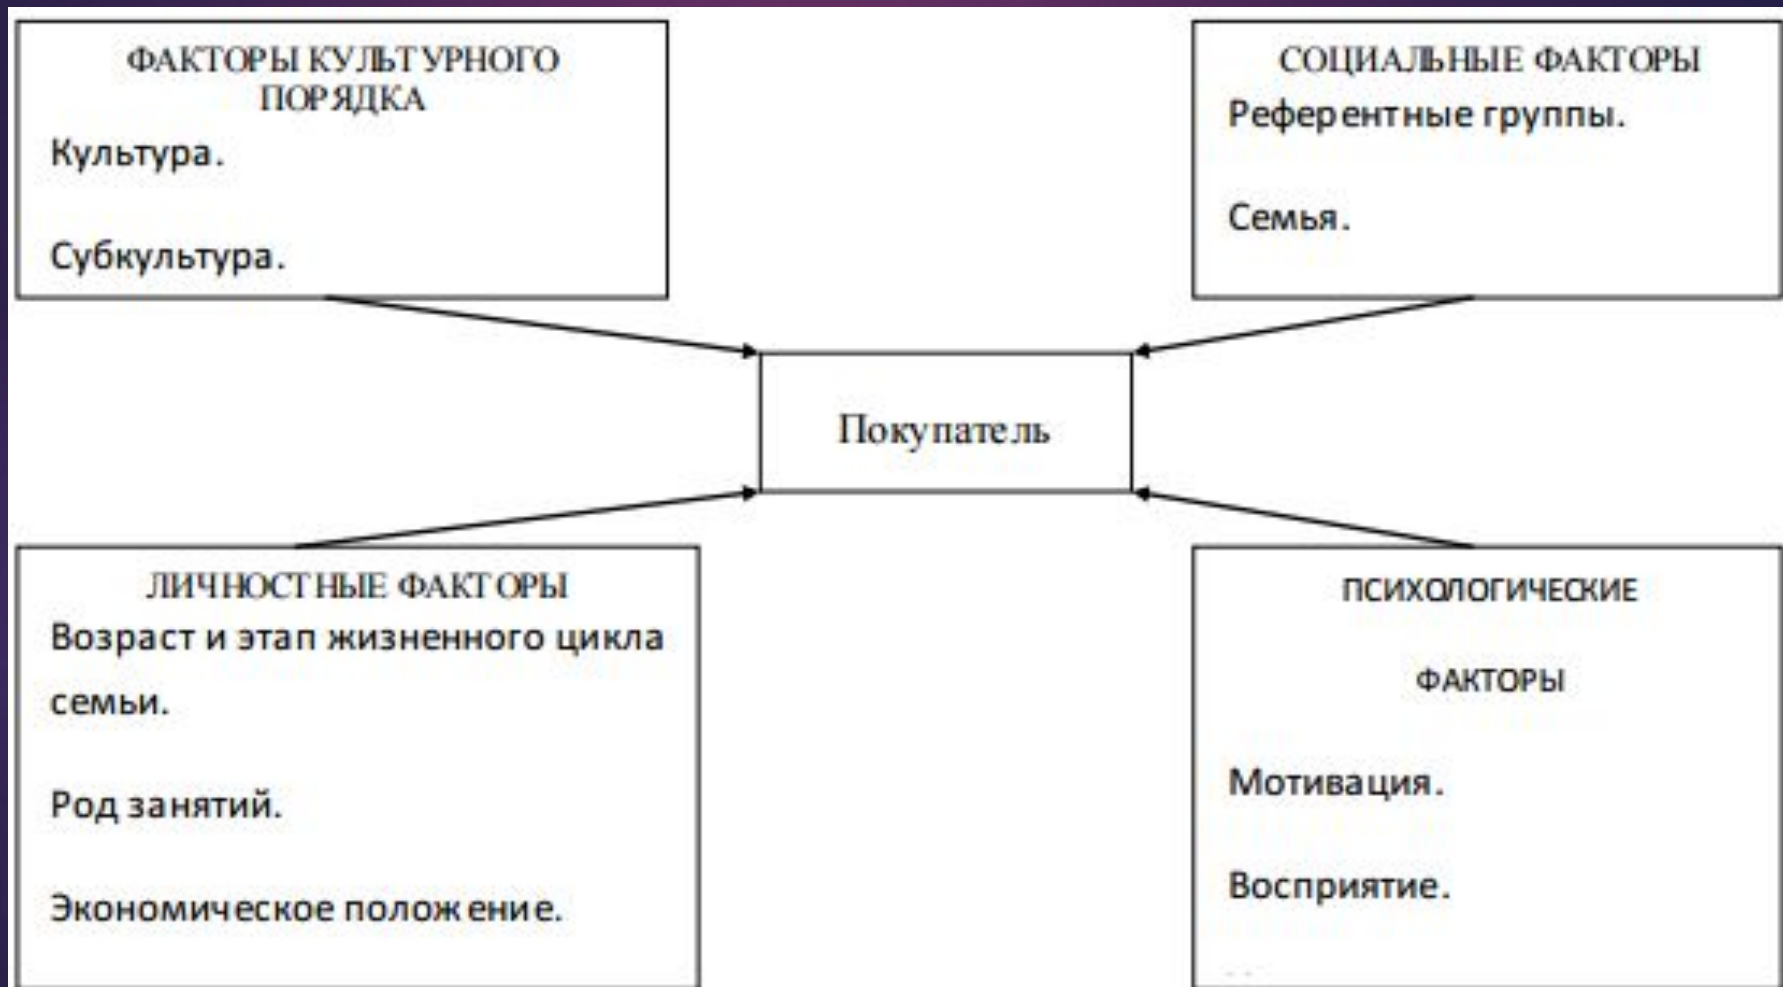 ФАКТОРЫ КУЛЬТУРНОГО
ПОРЯДКА
Культура.
Субкультура.
СОЦИАЛЬНЫЕ ФАКТОРЫ
Референтные группы.
Семья.
Покупатель
ЛИЧНОСТНЫЕ ФАКТОРЫ
Возраст и этап жизненного цикла
семьи.
Род занятий.
Экономическое положение.
ПСИХОЛОГИЧЕСКИЕ
ФАКТОРЫ
Мотивация.
Восприятие.